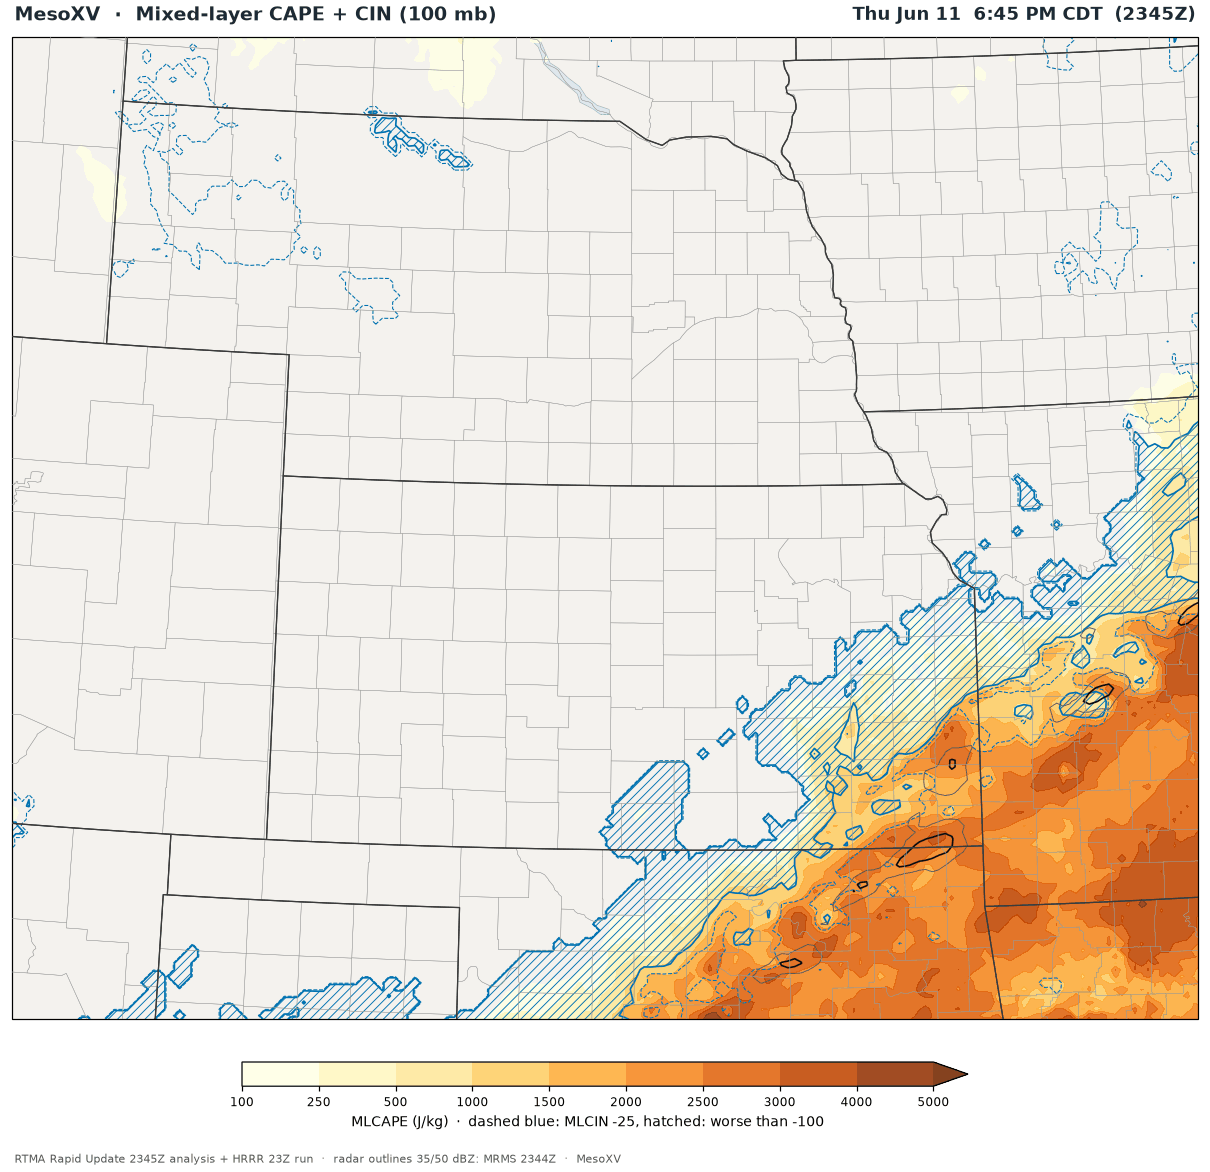 MesoXV · Mixed-layer CAPE + CIN (100 mb)
Thu Jun 11 6:45 PM CDT (2345Z)
100 250 500 1000 1500 2000 2500 3000 4000 5000
MLCAPE (J/kg) · dashed blue: MLCIN -25, hatched: worse than -100
RTMA Rapid Update 2345Z analysis + HRRR 23Z run · radar outlines 35/50 dBZ: MRMS 2344Z · MesoXV